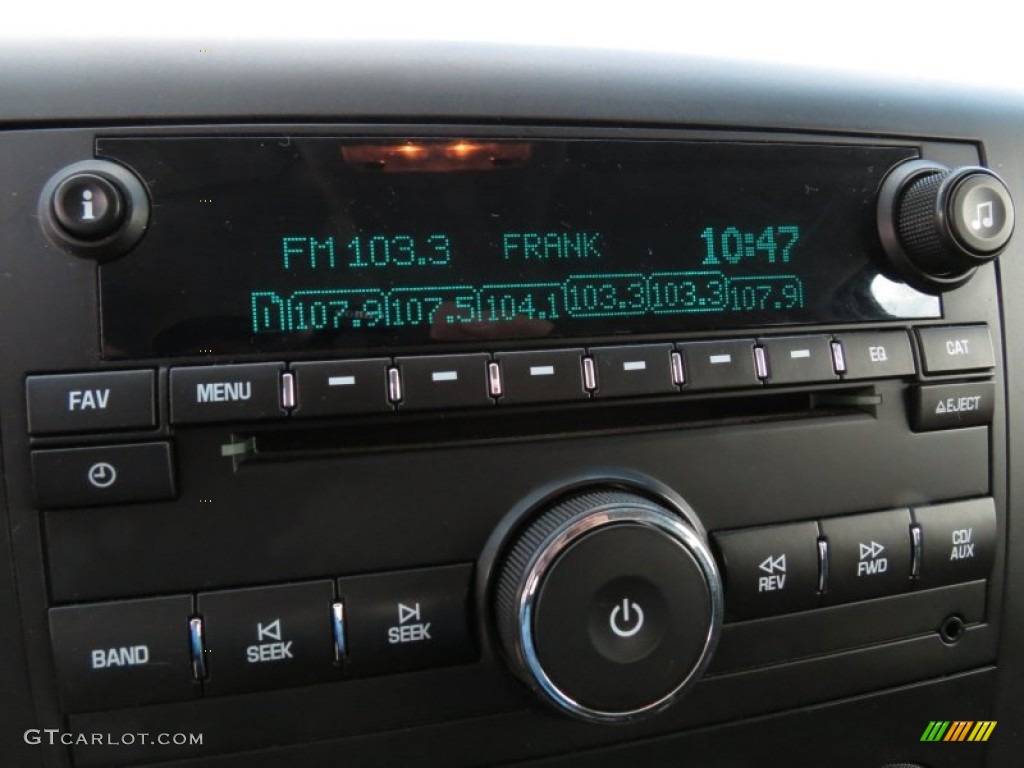 i
FM 103.3 FRANK 10:47
1 107.9 107.5 104.1 103.3 103.3 107.9
FAV MENU EQ CAT
EJECT
REV FWD CD/
AUX
BAND SEEK SEEK
GTCARLOT.COM